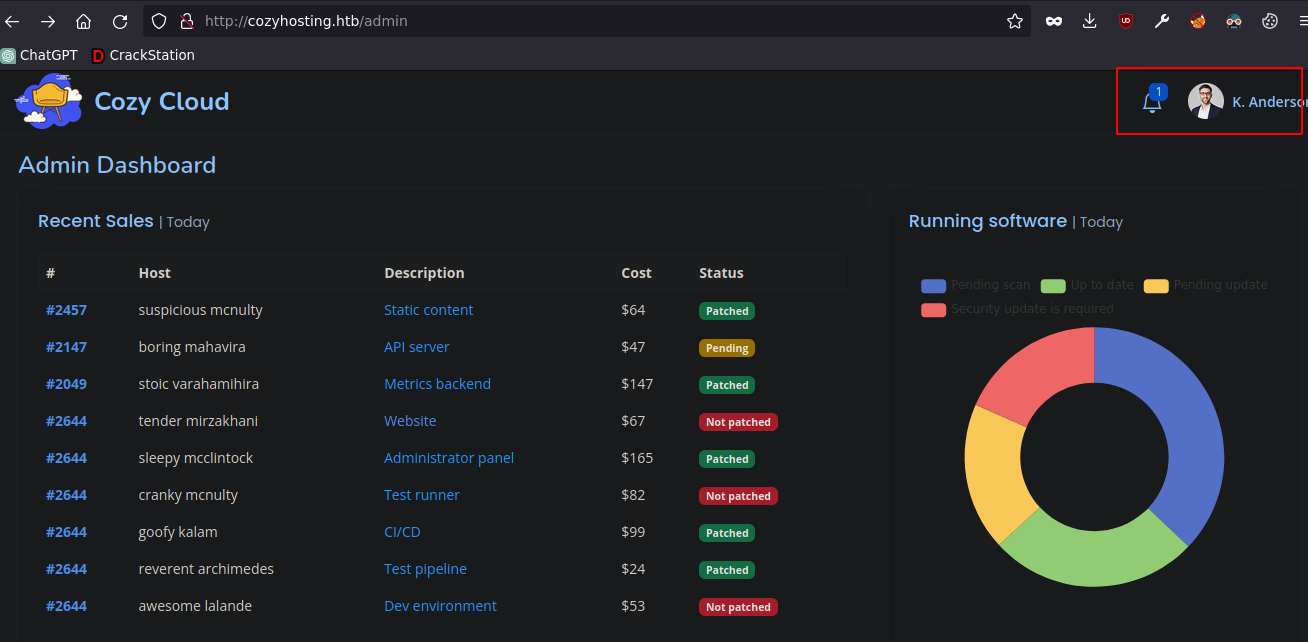 http://cozyhosting.htb/admin
ChatGPT CrackStation
Cozy Cloud
1
K. Anderso
Admin Dashboard
Recent Sales | Today
# Host Description Cost Status
#2457 suspicious mcnulty Static content $64 Patched
#2147 boring mahavira API server $47 Pending
#2049 stoic varahamihira Metrics backend $147 Patched
#2644 tender mirzakhani Website $67 Not patched
#2644 sleepy mcclintock Administrator panel $165 Patched
#2644 cranky mcnulty Test runner $82 Not patched
#2644 goofy kalam CI/CD $99 Patched
#2644 reverent archimedes Test pipeline $24 Patched
#2644 awesome lalande Dev environment $53 Not patched
Running software | Today
Pending scan Up to date Pending update
Security update is required